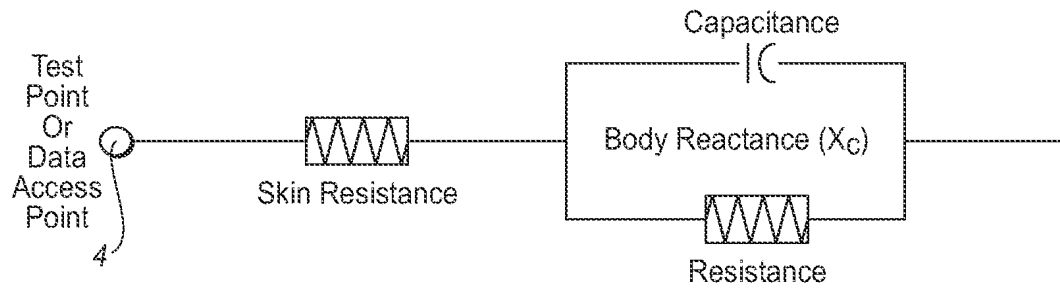 Test
Point
Or
Data
Access
Point
4
Skin Resistance
Capacitance
Body Reactance (XC)
Resistance